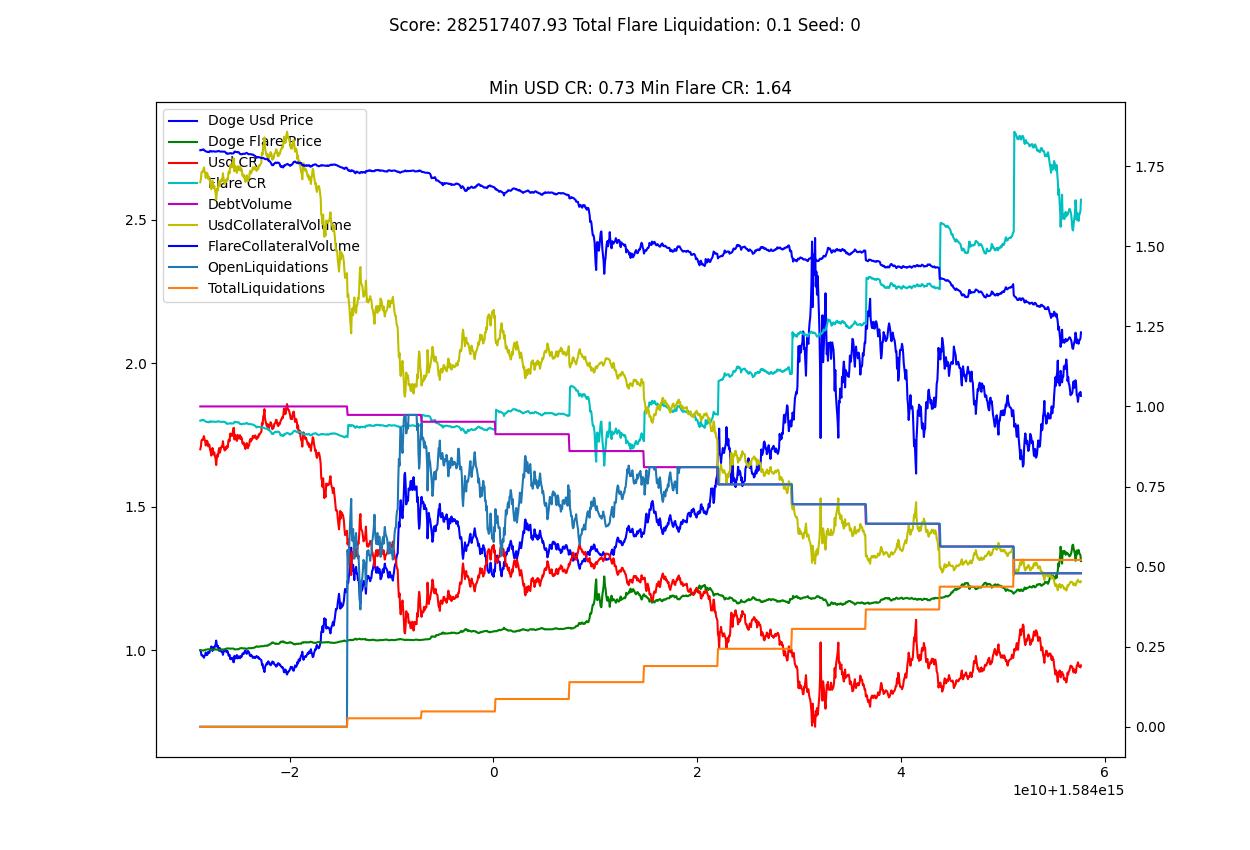 Score: 282517407.93 Total Flare Liquidation: 0.1 Seed: 0
Min USD CR: 0.73 Min Flare CR: 1.64
Doge Usd Price
Doge Flare Price
Usd CR
Flare CR
DebtVolume
UsdCollateralVolume
FlareCollateralVolume
OpenLiquidations
TotalLiquidations
2.5
2.0
1.5
1.0
1.75
1.50
1.25
1.00
0.75
0.50
0.25
0.00
−2
0
2
4
6
1e10+1.584e15